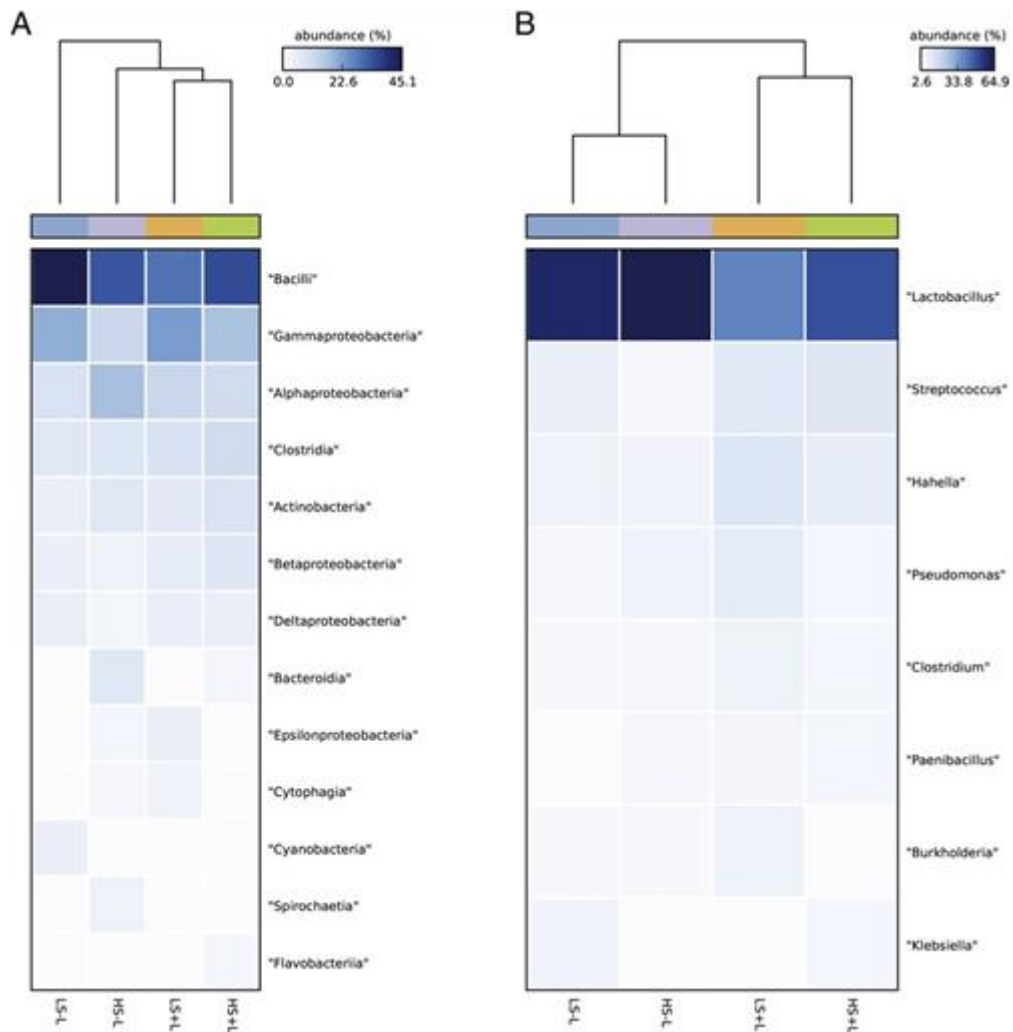 A
abundance (%)
0.0 22.6 45.1
"Bacilli"
"Gammaproteobacteria"
"Alphaproteobacteria"
"Clostridia"
"Actinobacteria"
"Betaproteobacteria"
"Deltaproteobacteria"
"Bacteroidia"
"Epsilonproteobacteria"
"Cytophagia"
"Cyanobacteria"
"Spirochaetia"
"Flavobacteriia"
LS-L HS-L LS+L HS+L
B
abundance (%)
2.6 33.8 64.9
"Lactobacillus"
"Streptococcus"
"Hahella"
"Pseudomonas"
"Clostridium"
"Paenibacillus"
"Burkholderia"
"Klebsiella"
LS-L HS-L LS+L HS+L